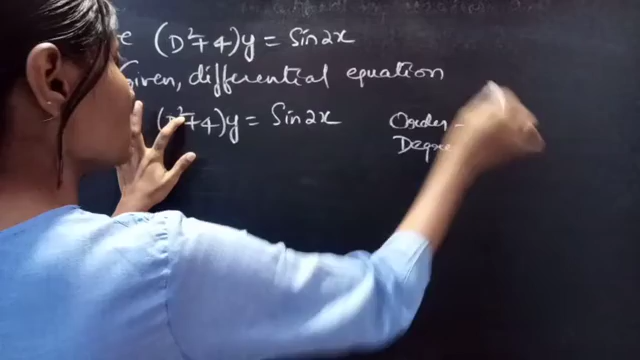 (D²+4)y = Sin2x
Given, differential equation
(D²+4)y = Sin2x
Order -
Degree